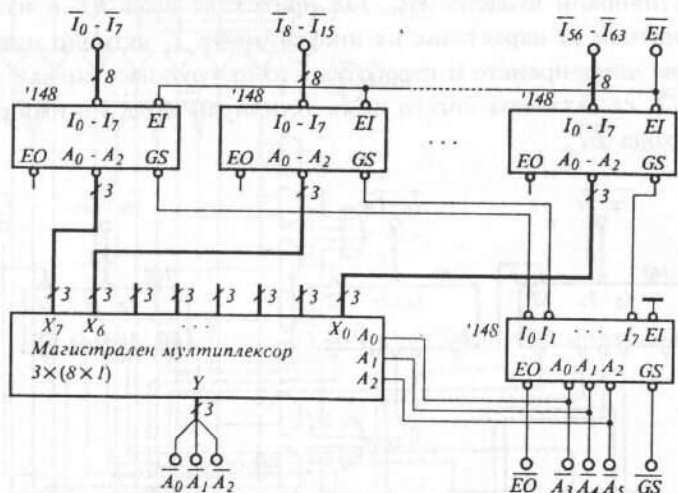 I̅₀ - I̅₇
I̅₈ - I̅₁₅
I̅₅₆ - I̅₆₃
E̅I̅
8
8
8
'148
'148
'148
I₀ - I₇ EI
I₀ - I₇ EI
I₀ - I₇ EI
EO A₀ - A₂ GS
EO A₀ - A₂ GS
EO A₀ - A₂ GS
. . .
3
3
3
3 3 3 3 3 3 3 3
X₇ X₆ . . . X₀ A₀
A₁
A₂
Магистрален мултиплексор
3×(8×1)
Y
3
A̅₀ A̅₁ A̅₂
'148
I₀ I₁ . . . I₇ EI
EO A₀ A₁ A₂ GS
E̅O̅ A̅₃ A̅₄ A̅₅ G̅S̅